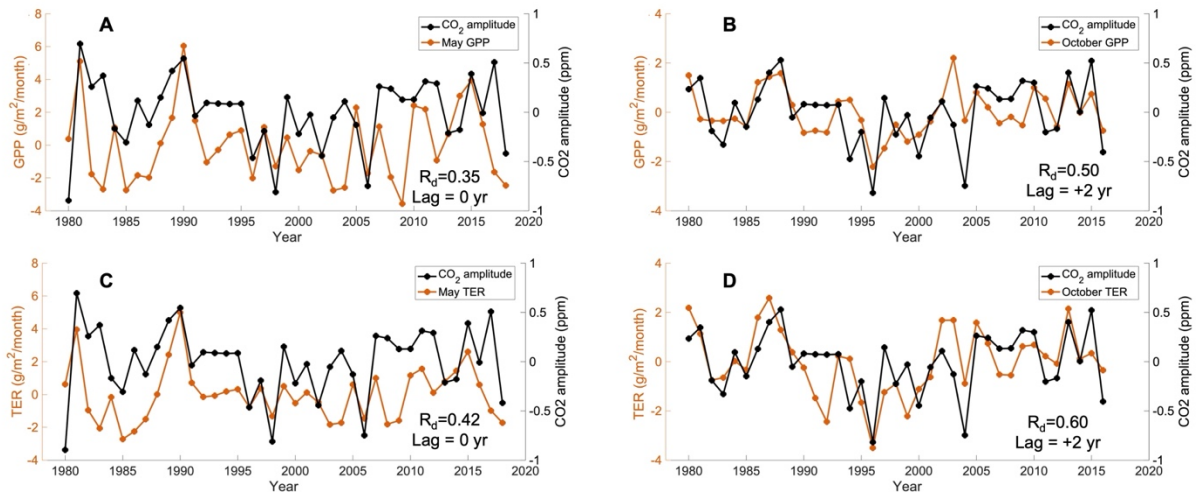 A
CO2 amplitude
May GPP
GPP (g/m2/month)
8
6
4
2
0
-2
-4
1
0.5
0
-0.5
-1
CO2 amplitude (ppm)
Rd=0.35
Lag = 0 yr
1980 1985 1990 1995 2000 2005 2010 2015 2020
Year
B
CO2 amplitude
October GPP
GPP (g/m2/month)
4
2
0
-2
-4
1
0.5
0
-0.5
-1
CO2 amplitude (ppm)
Rd=0.50
Lag = +2 yr
1980 1985 1990 1995 2000 2005 2010 2015 2020
Year
C
CO2 amplitude
May TER
TER (g/m2/month)
8
6
4
2
0
-2
-4
1
0.5
0
-0.5
-1
CO2 amplitude (ppm)
Rd=0.42
Lag = 0 yr
1980 1985 1990 1995 2000 2005 2010 2015 2020
Year
D
CO2 amplitude
October TER
TER (g/m2/month)
4
2
0
-2
-4
1
0.5
0
-0.5
-1
CO2 amplitude (ppm)
Rd=0.60
Lag = +2 yr
1980 1985 1990 1995 2000 2005 2010 2015 2020
Year